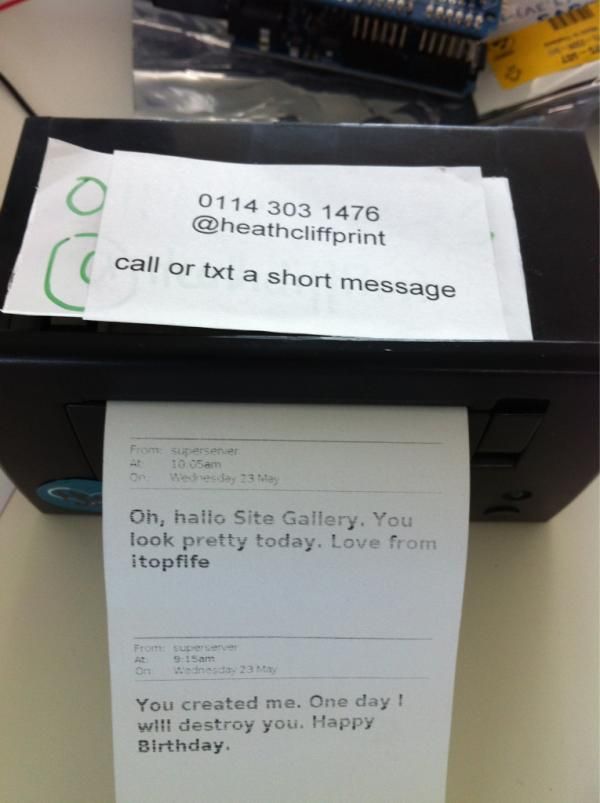 0114 303 1476
@heathcliffprint
call or txt a short message
From: superserver
At: 10:05am
On: Wednesday 23 May
Oh, hallo Site Gallery. You
look pretty today. Love from
itopfife
From: superserver
At: 9:15am
On: Wednesday 23 May
You created me. One day I
will destroy you. Happy
Birthday.